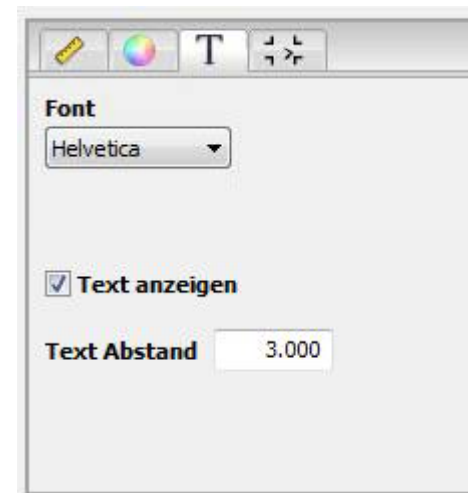 T
Font
Helvetica
Text anzeigen
Text Abstand 3.000